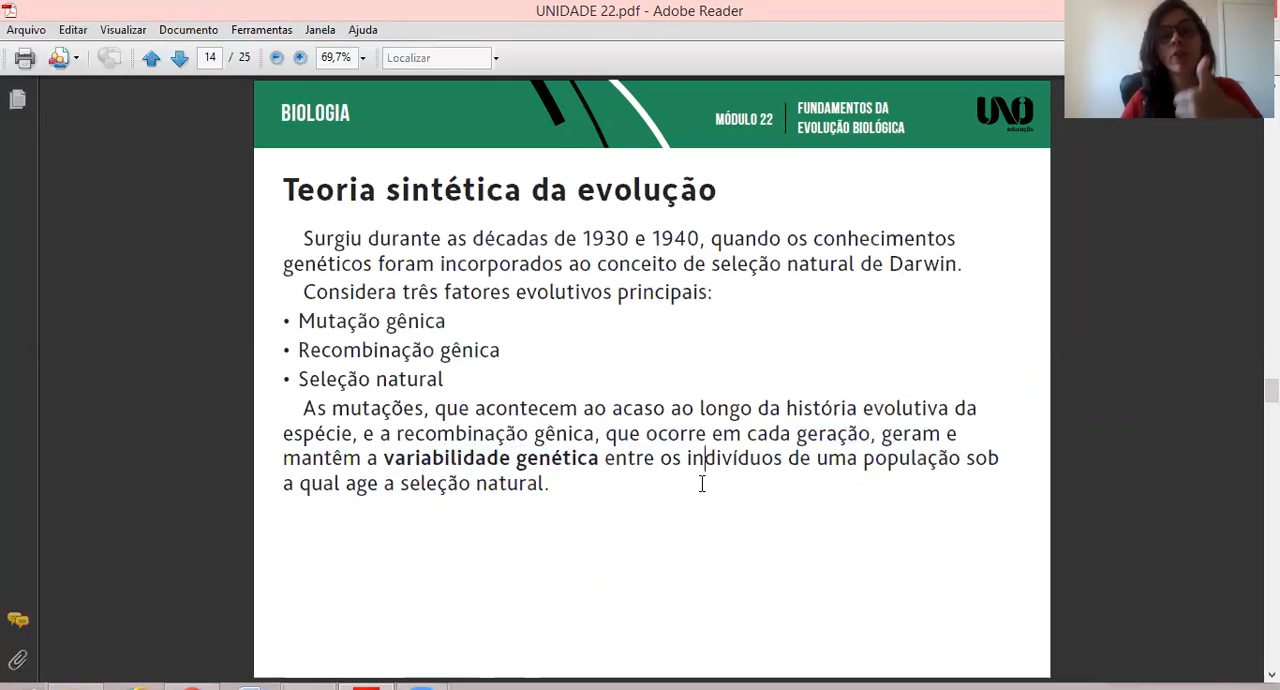 UNIDADE 22.pdf - Adobe Reader
Arquivo Editar Visualizar Documento Ferramentas Janela Ajuda
14 / 25 69,7% Localizar
BIOLOGIA
MÓDULO 22
FUNDAMENTOS DA
EVOLUÇÃO BIOLÓGICA
UNOi
educação
Teoria sintética da evolução
Surgiu durante as décadas de 1930 e 1940, quando os conhecimentos
genéticos foram incorporados ao conceito de seleção natural de Darwin.
Considera três fatores evolutivos principais:
• Mutação gênica
• Recombinação gênica
• Seleção natural
As mutações, que acontecem ao acaso ao longo da história evolutiva da
espécie, e a recombinação gênica, que ocorre em cada geração, geram e
mantêm a variabilidade genética entre os indivíduos de uma população sob
a qual age a seleção natural.